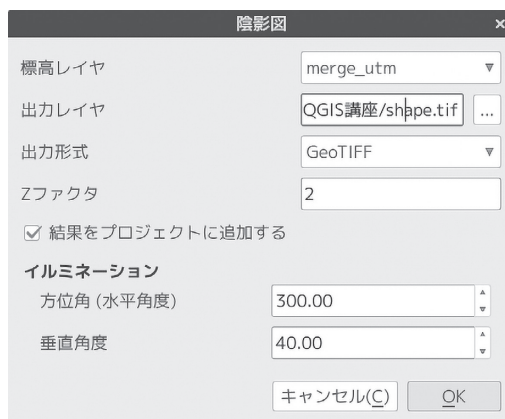 陰影図 ×
標高レイヤ merge_utm
出力レイヤ QGIS講座/shape.tif ...
出力形式 GeoTIFF
Zファクタ 2
結果をプロジェクトに追加する
イルミネーション
方位角 (水平角度) 300.00
垂直角度 40.00
キャンセル(C) OK